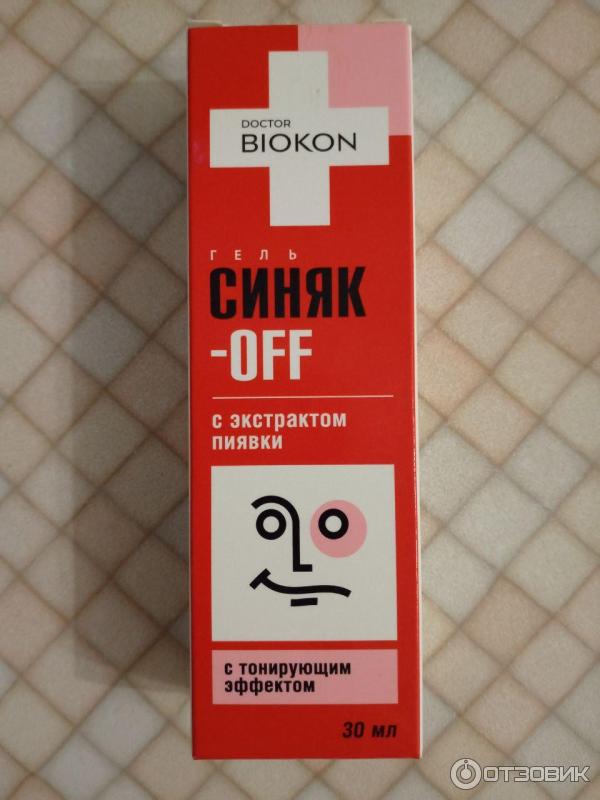 DOCTOR
BIOKON
ГЕЛЬ
СИНЯК
-OFF
с экстрактом
пиявки
с тонирующим
эффектом
30 мл
ОТЗОВИК